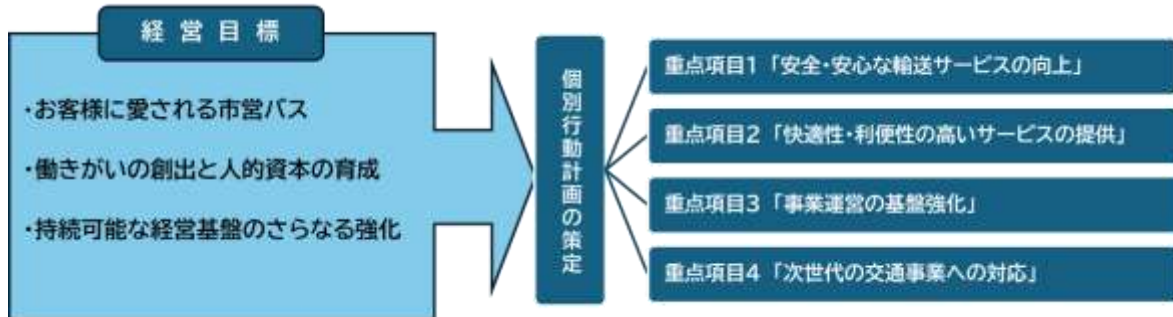 経営目標
・お客様に愛される市営バス
・働きがいの創出と人的資本の育成
・持続可能な経営基盤のさらなる強化
個別行動計画の策定
重点項目1「安全・安心な輸送サービスの向上」
重点項目2「快適性・利便性の高いサービスの提供」
重点項目3「事業運営の基盤強化」
重点項目4「次世代の交通事業への対応」